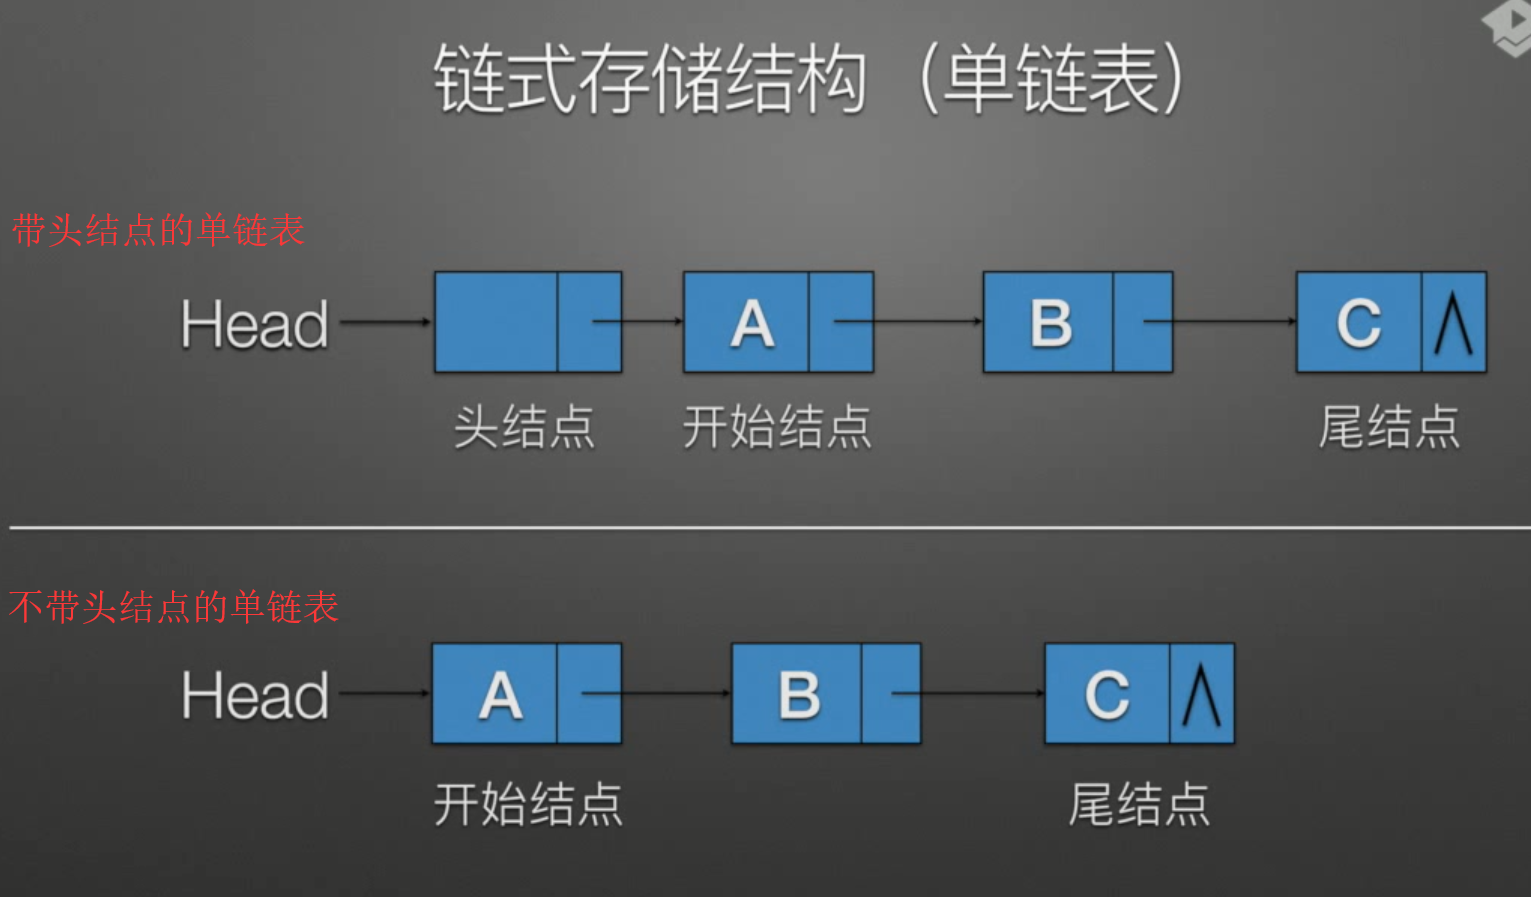 链式存储结构（单链表）
带头结点的单链表
Head A B C ∧
头结点 开始结点 尾结点
不带头结点的单链表
Head A B C ∧
开始结点 尾结点